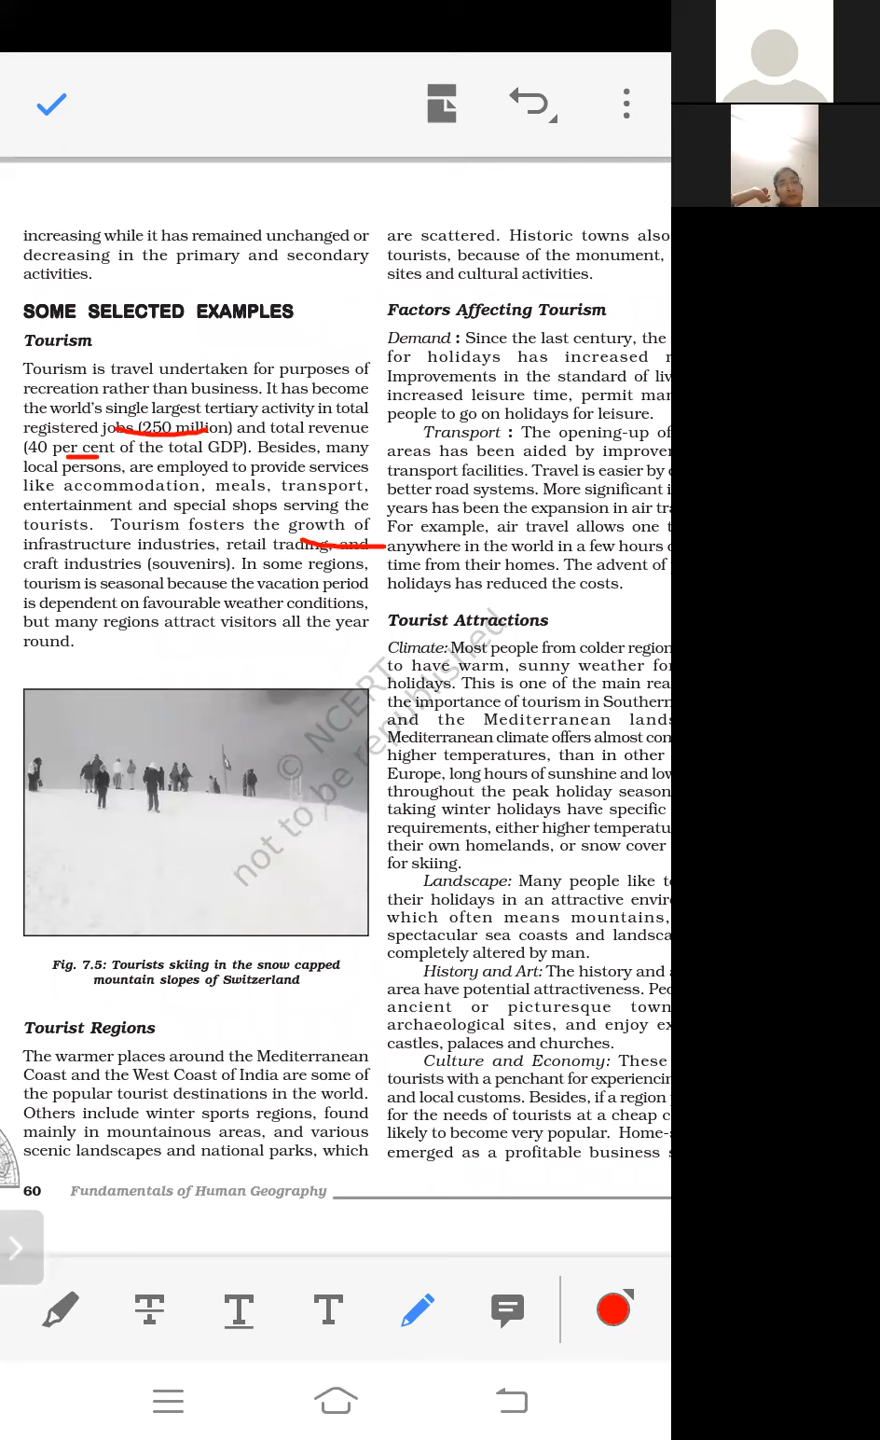 increasing while it has remained unchanged or
decreasing in the primary and secondary
activities.
SOME SELECTED EXAMPLES
Tourism
Tourism is travel undertaken for purposes of
recreation rather than business. It has become
the world's single largest tertiary activity in total
registered jobs (250 million) and total revenue
(40 per cent of the total GDP). Besides, many
local persons, are employed to provide services
like accommodation, meals, transport,
entertainment and special shops serving the
tourists. Tourism fosters the growth of
infrastructure industries, retail trading, and
craft industries (souvenirs). In some regions,
tourism is seasonal because the vacation period
is dependent on favourable weather conditions,
but many regions attract visitors all the year
round.
Fig. 7.5: Tourists skiing in the snow capped
mountain slopes of Switzerland
Tourist Regions
The warmer places around the Mediterranean
Coast and the West Coast of India are some of
the popular tourist destinations in the world.
Others include winter sports regions, found
mainly in mountainous areas, and various
scenic landscapes and national parks, which
are scattered. Historic towns also
tourists, because of the monument,
sites and cultural activities.
Factors Affecting Tourism
Demand : Since the last century, the
for holidays has increased
Improvements in the standard of
increased leisure time, permit
people to go on holidays for leisure.
Transport : The opening-up of
areas has been aided by
transport facilities. Travel is easier by
better road systems. More significant
years has been the expansion in air
For example, air travel allows one
anywhere in the world in a few hours
time from their homes. The advent of
holidays has reduced the costs.
Tourist Attractions
Climate: Most people from colder
to have warm, sunny weather
holidays. This is one of the main
the importance of tourism in Southern
and the Mediterranean
Mediterranean climate offers almost
higher temperatures, than in other
Europe, long hours of sunshine and
throughout the peak holiday season
taking winter holidays have specific
requirements, either higher
their own homelands, or snow cover
for skiing.
Landscape: Many people like
their holidays in an attractive
which often means mountains,
spectacular sea coasts and
completely altered by man.
History and Art: The history and
area have potential attractiveness.
ancient or picturesque
archaeological sites, and enjoy
castles, palaces and churches.
Culture and Economy: These
tourists with a penchant for
and local customs. Besides, if a region
for the needs of tourists at a cheap
likely to become very popular.
emerged as a profitable business
© NCERT
not to be republished
60 Fundamentals of Human Geography